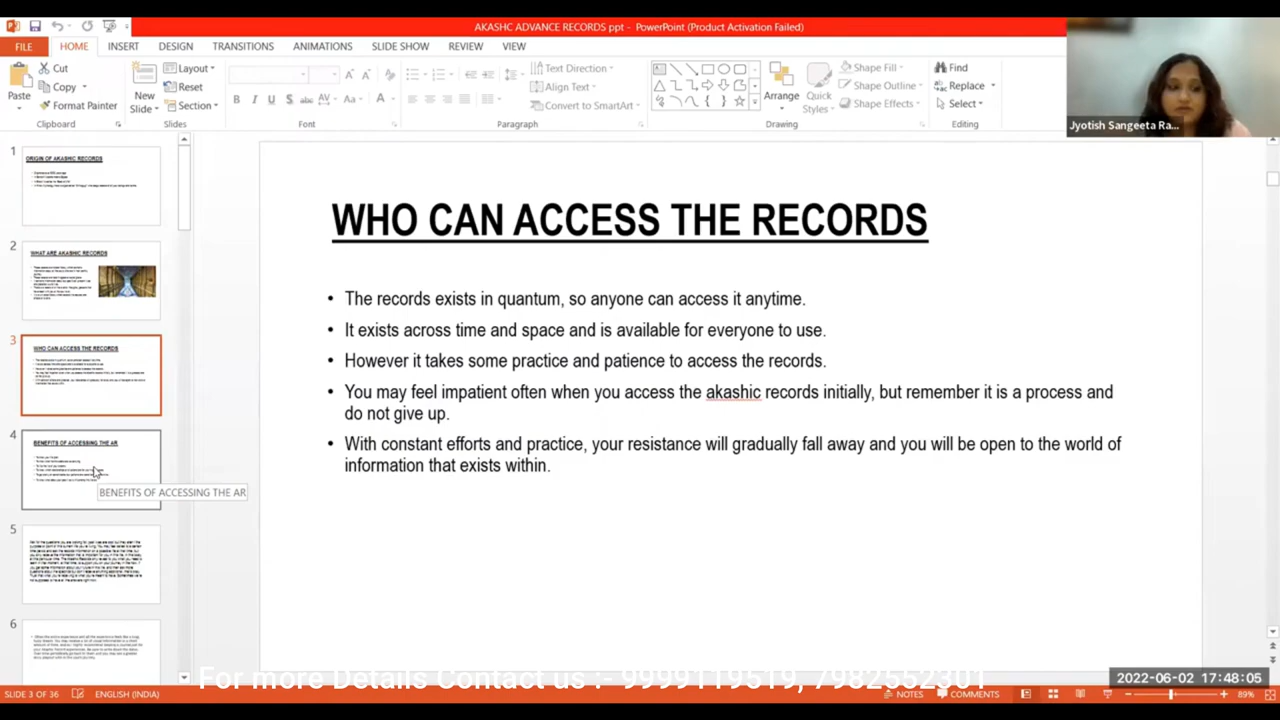 AKASHC ADVANCE RECORDS ppt - PowerPoint (Product Activation Failed)
FILE HOME INSERT DESIGN TRANSITIONS ANIMATIONS SLIDE SHOW REVIEW VIEW
Paste
Cut
Copy
Format Painter
Clipboard
New
Slide
Layout
Reset
Section
Slides
B I U S abc AV Aa A
Font
Text Direction
Align Text
Convert to SmartArt
Paragraph
Arrange
Quick
Styles
Shape Fill
Shape Outline
Shape Effects
Drawing
Find
Replace
Select
Editing
Jyotish Sangeeta Ra...
1
ORIGIN OF AKASHIC RECORDS
2
WHAT ARE AKASHIC RECORDS
3
WHO CAN ACCESS THE RECORDS
4
BENEFITS OF ACCESSING THE AR
BENEFITS OF ACCESSING THE AR
5
6
WHO CAN ACCESS THE RECORDS
• The records exists in quantum, so anyone can access it anytime.
• It exists across time and space and is available for everyone to use.
• However it takes some practice and patience to access the records.
• You may feel impatient often when you access the akashic records initially, but remember it is a process and
do not give up.
• With constant efforts and practice, your resistance will gradually fall away and you will be open to the world of
information that exists within.
For more Details Contact us :- 9999119519, 7982552301
2022-06-02 17:48:05
SLIDE 3 OF 36 ENGLISH (INDIA) NOTES COMMENTS 89%